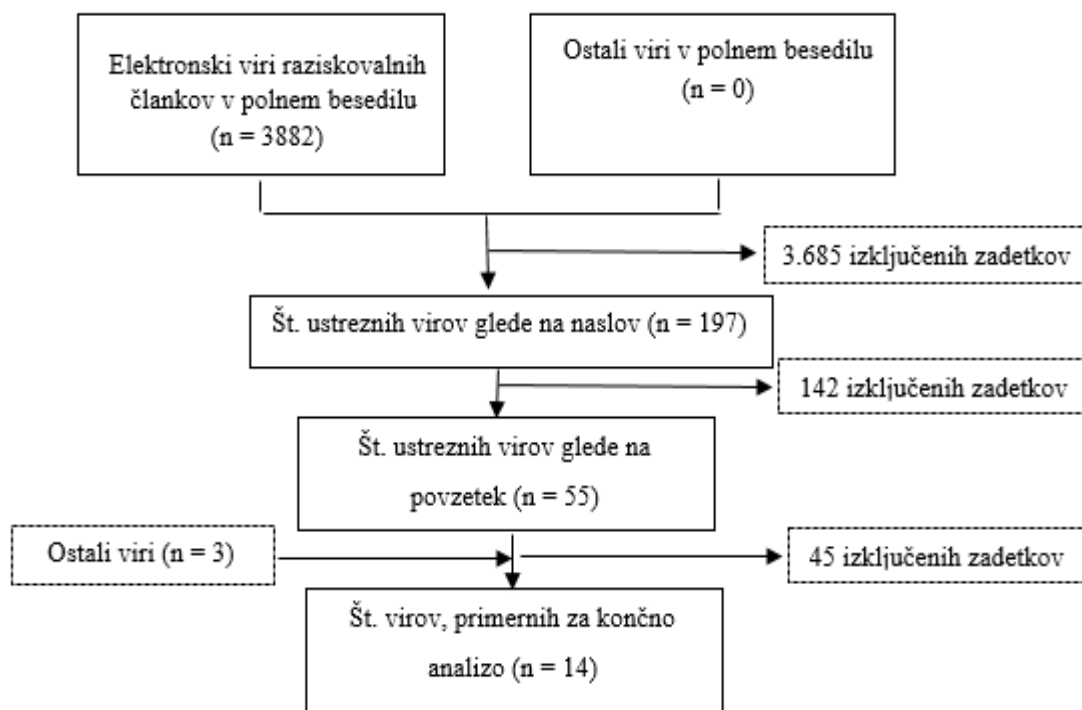 Elektronski viri raziskovalnih
člankov v polnem besedilu
(n = 3882)
Ostali viri v polnem besedilu
(n = 0)
3.685 izključenih zadetkov
Št. ustreznih virov glede na naslov (n = 197)
142 izključenih zadetkov
Št. ustreznih virov glede na
povzetek (n = 55)
Ostali viri (n = 3)
45 izključenih zadetkov
Št. virov, primernih za končno
analizo (n = 14)